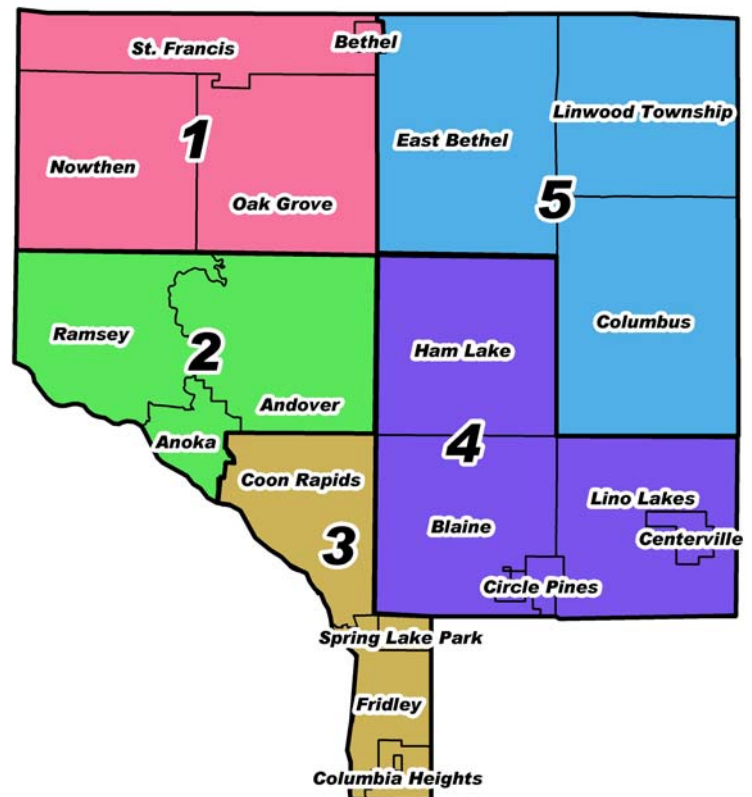 St. Francis
Bethel
Linwood Township
East Bethel
1
Nowthen
Oak Grove
5
Columbus
Ramsey
2
Ham Lake
Andover
Anoka
4
Coon Rapids
Lino Lakes
Blaine
Centerville
3
Circle Pines
Spring Lake Park
Fridley
Columbia Heights